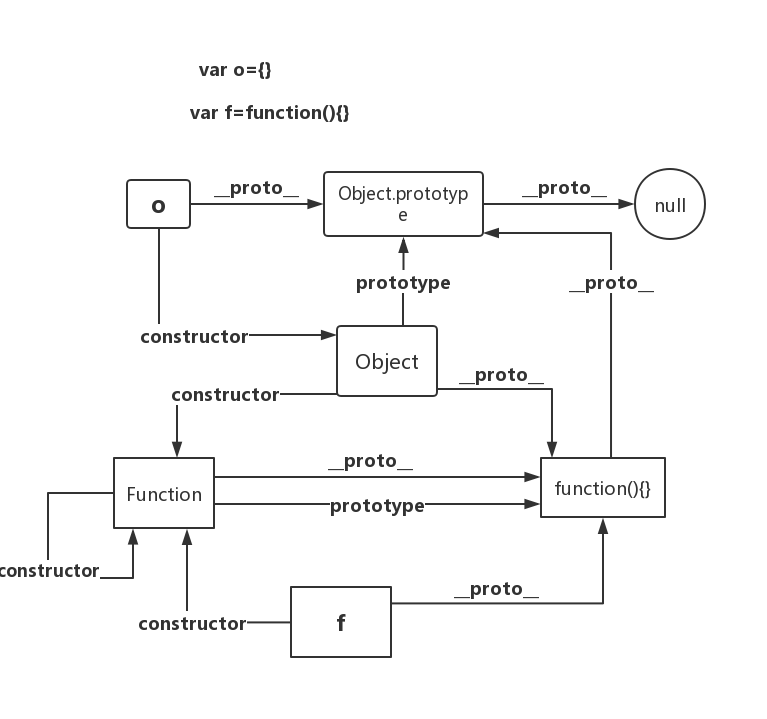 var o={}
var f=function(){}
__proto__
__proto__
o
Object.prototyp
e
null
prototype
__proto__
constructor
Object
__proto__
constructor
__proto__
Function
function(){}
prototype
constructor
__proto__
constructor
f